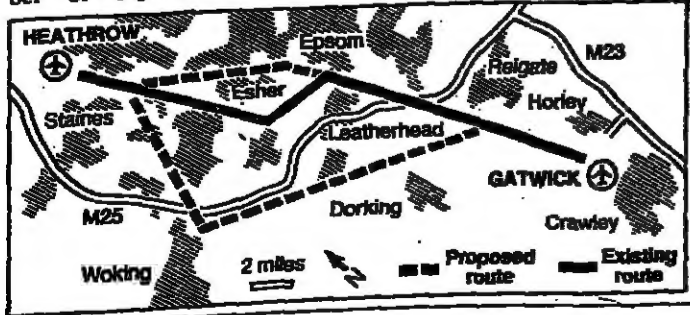 HEATHROW
Epsom
Reigate
M23
Esher
Horley
Staines
Leatherhead
GATWICK
Dorking
M25
Crawley
Woking
2 miles
N
Proposed route
Existing route